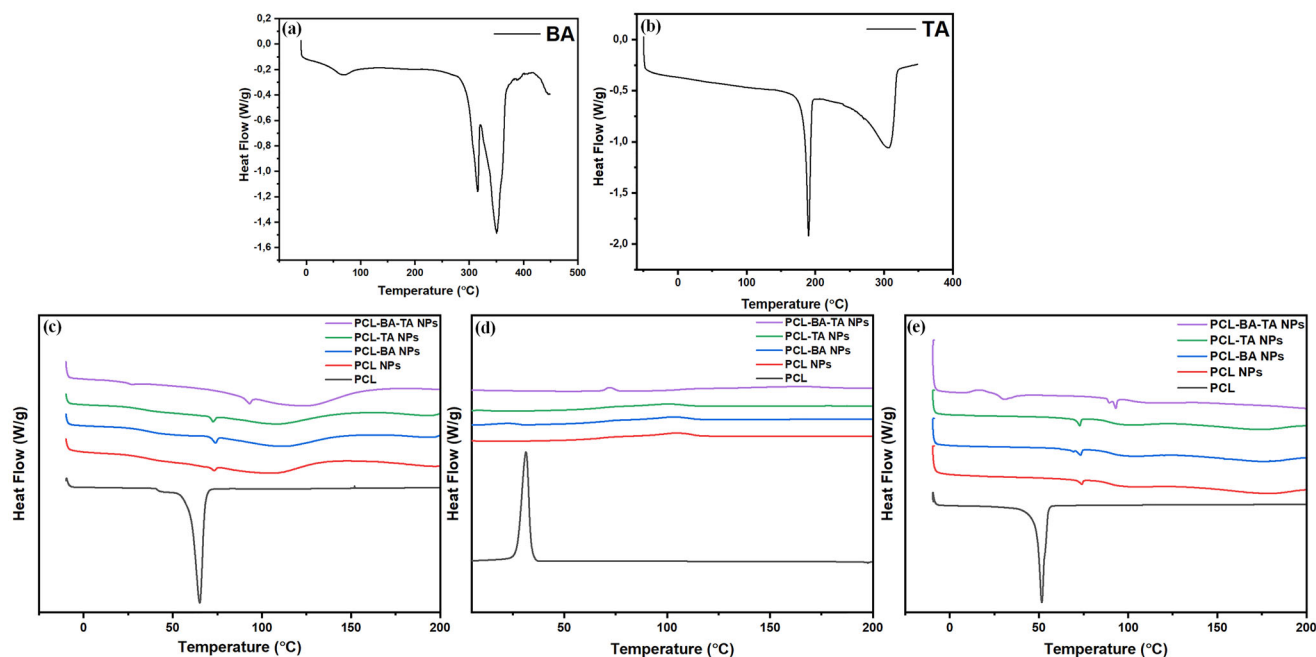 (a)
BA
0,2
0,0
-0,2
-0,4
-0,6
-0,8
-1,0
-1,2
-1,4
-1,6
Heat Flow (W/g)
0 100 200 300 400 500
Temperature (°C)
(b)
TA
0,0
-0,5
-1,0
-1,5
-2,0
Heat Flow (W/g)
0 100 200 300 400
Temperature (°C)
(c)
PCL-BA-TA NPs
PCL-TA NPs
PCL-BA NPs
PCL NPs
PCL
Heat Flow (W/g)
0 50 100 150 200
Temperature (°C)
(d)
PCL-BA-TA NPs
PCL-TA NPs
PCL-BA NPs
PCL NPs
PCL
Heat Flow (W/g)
50 100 150 200
Temperature (°C)
(e)
PCL-BA-TA NPs
PCL-TA NPs
PCL-BA NPs
PCL NPs
PCL
Heat Flow (W/g)
0 50 100 150 200
Temperature (°C)